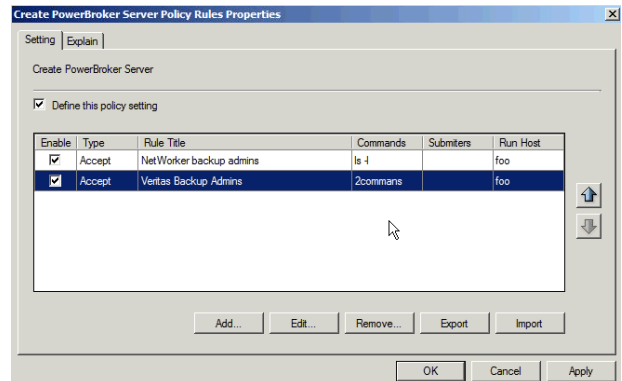 Create PowerBroker Server Policy Rules Properties
Setting Explain
Create PowerBroker Server
Define this policy setting
Enable Type Rule Title Commands Submiters Run Host
Accept NetWorker backup admins ls -l foo
Accept Veritas Backup Admins 2commans foo
Add... Edit... Remove... Export Import
OK Cancel Apply